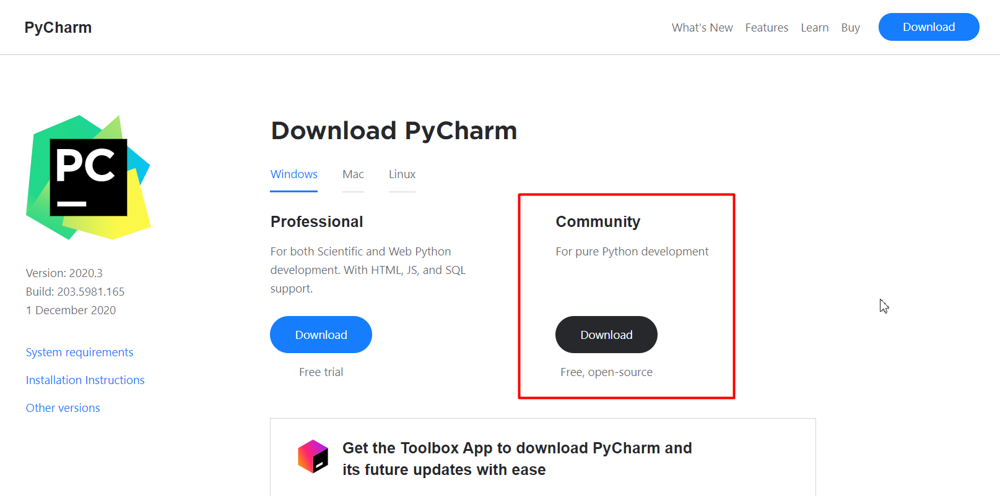 PyCharm
What's New Features Learn Buy Download
PC
Version: 2020.3
Build: 203.5981.165
1 December 2020
System requirements
Installation Instructions
Other versions
Download PyCharm
Windows Mac Linux
Professional
For both Scientific and Web Python
development. With HTML, JS, and SQL
support.
Download
Free trial
Community
For pure Python development
Download
Free, open-source
Get the Toolbox App to download PyCharm and
its future updates with ease